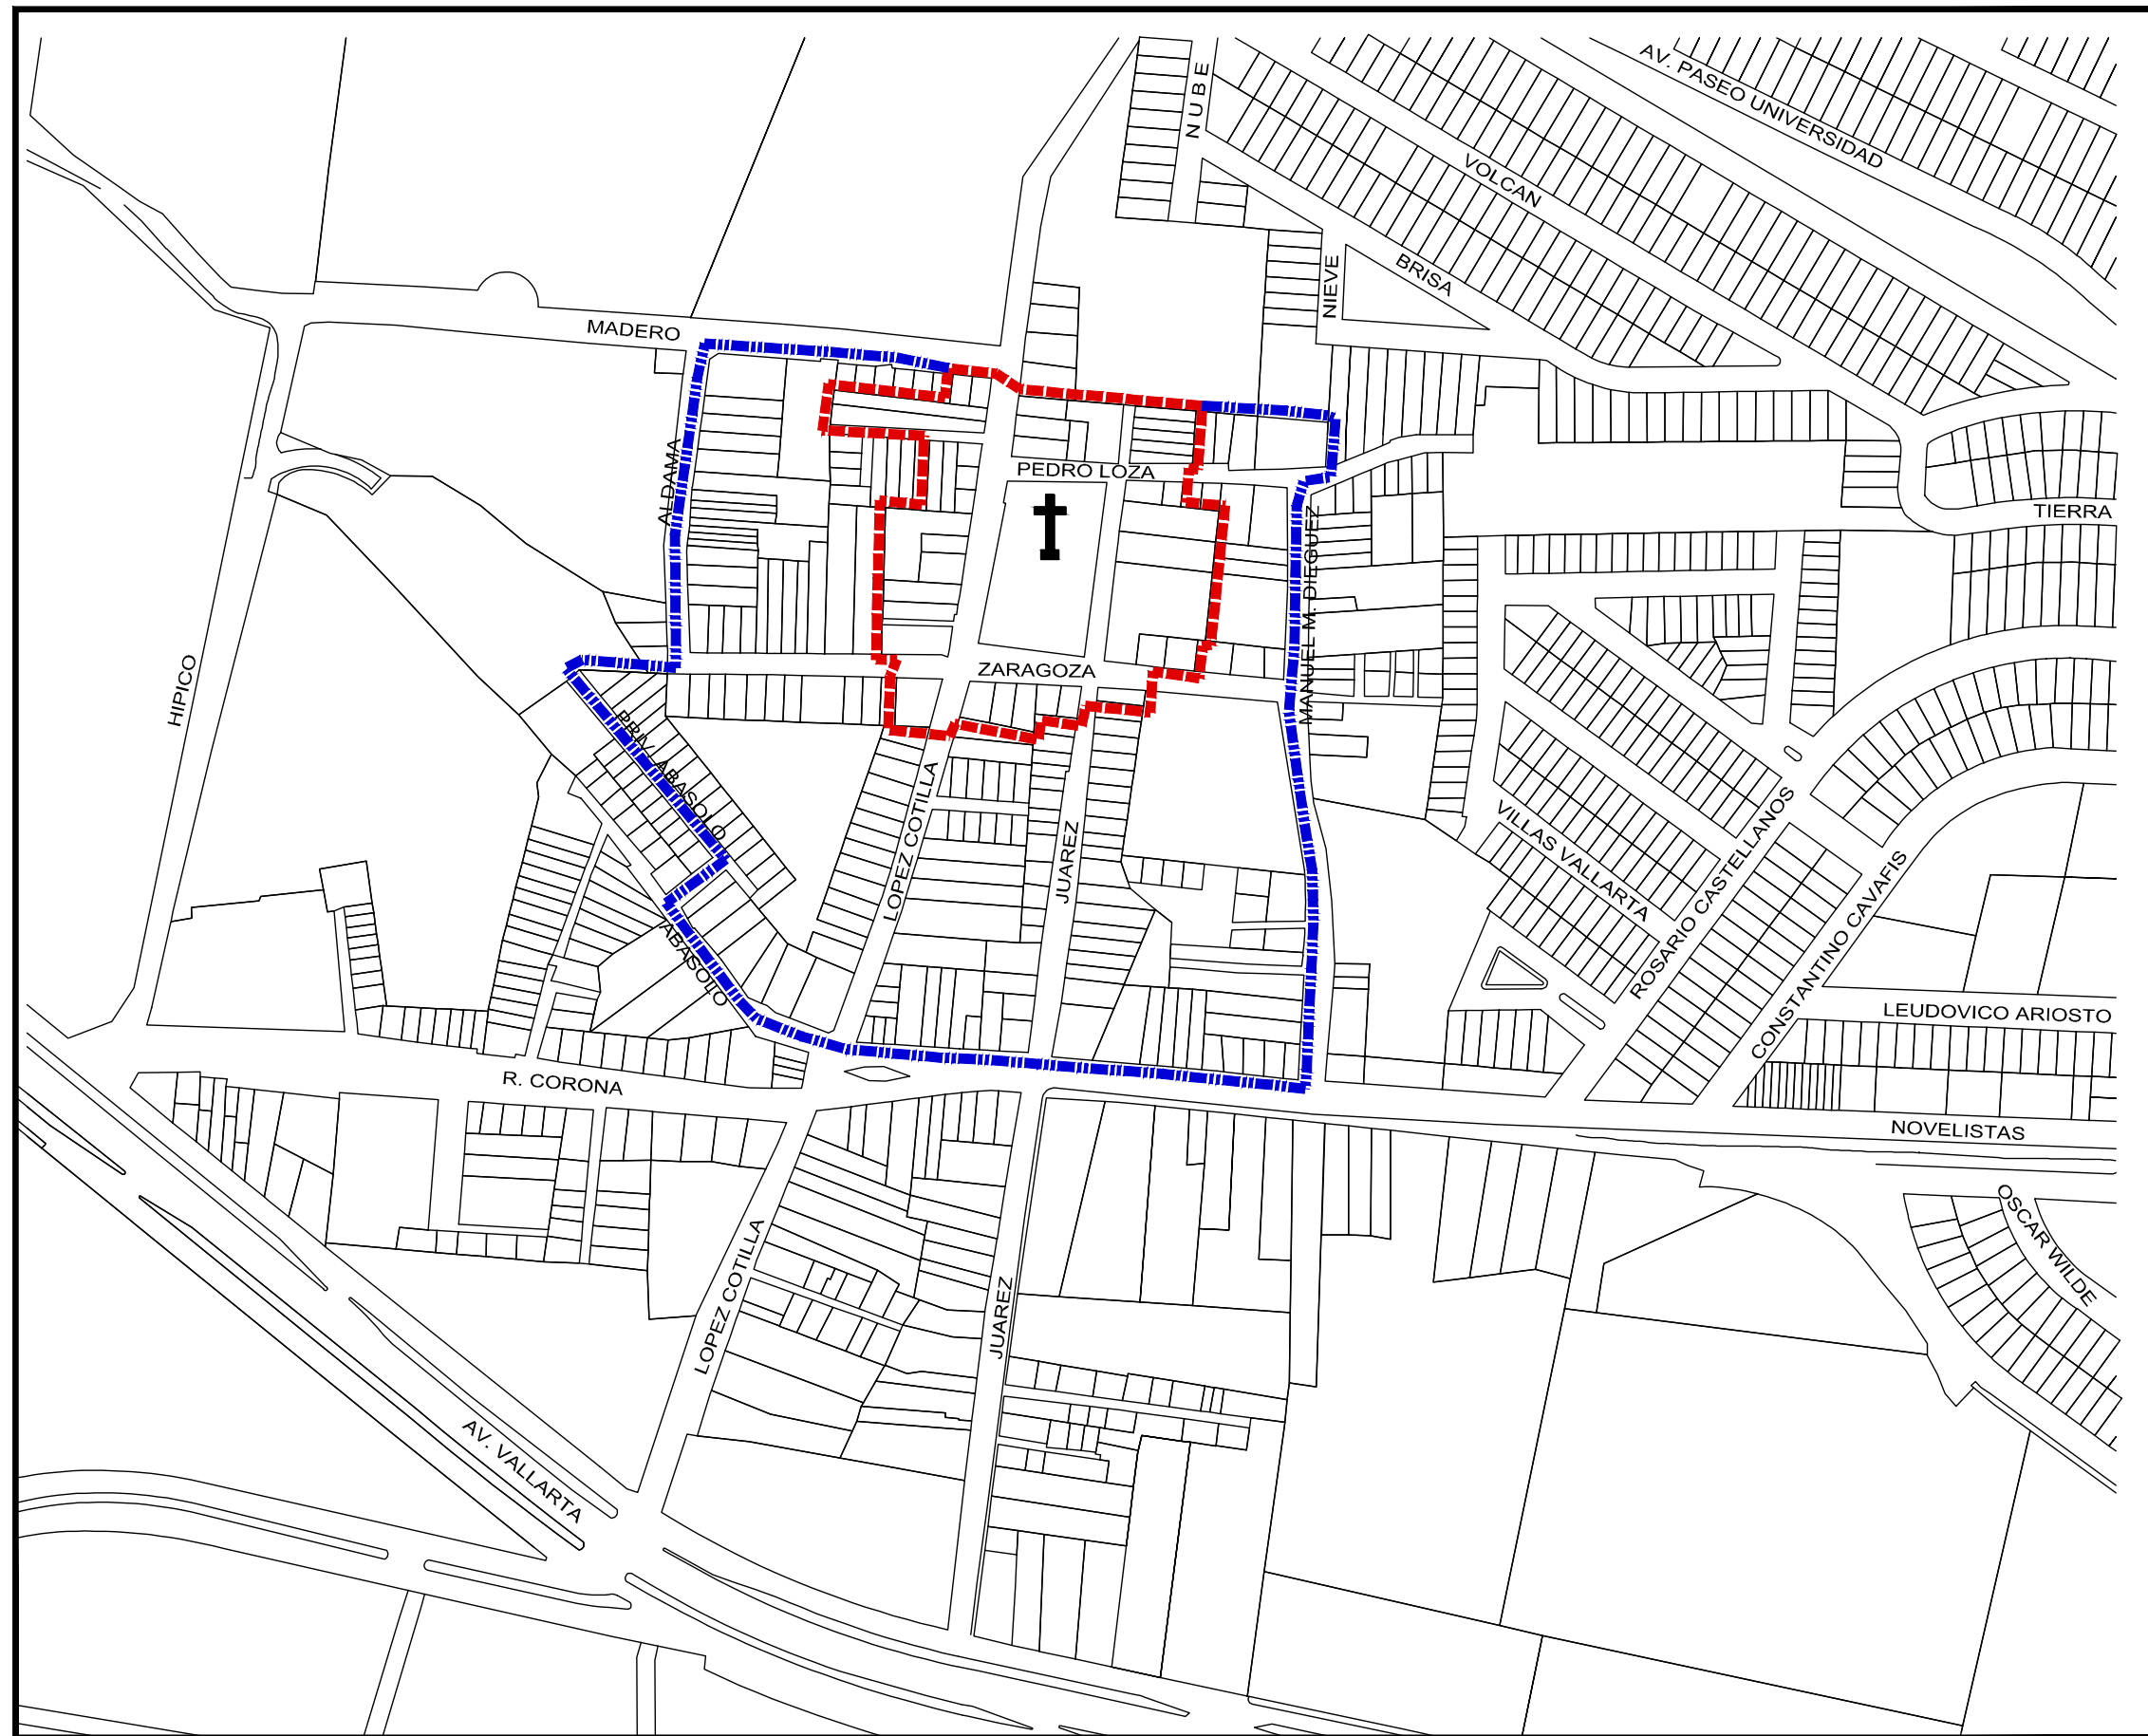 AV. PASEO UNIVERSIDAD
N U B E
VOLCAN
BRISA
NIEVE
MADERO
ALDAMA
PEDRO LOZA
TIERRA
MANUEL M. DIEGUEZ
ZARAGOZA
HIPICO
PRIV. ABASOLO
LOPEZ COTILLA
JUAREZ
VILLAS VALLARTA
ROSARIO CASTELLANOS
CONSTANTINO CAVAFIS
ABASOLO
LEUDOVICO ARIOSTO
R. CORONA
NOVELISTAS
OSCAR WILDE
LOPEZ COTILLA
JUAREZ
AV. VALLARTA